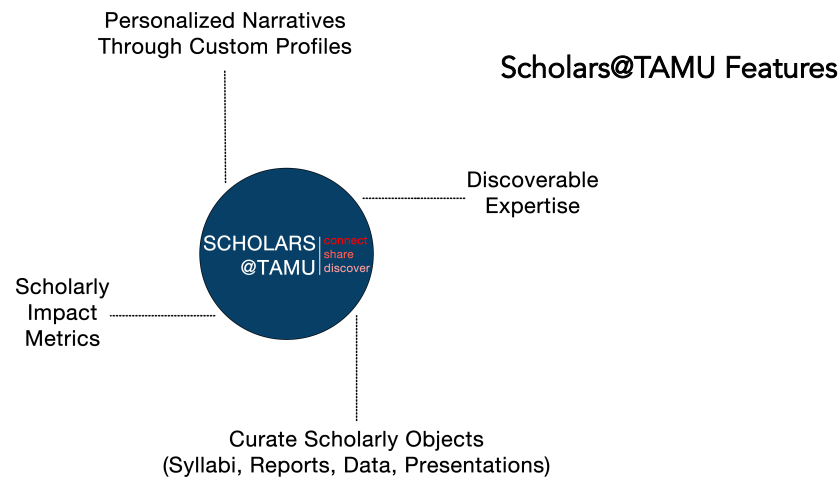 Personalized Narratives
Through Custom Profiles
Scholars@TAMU Features
Discoverable
Expertise
SCHOLARS
@TAMU
connect
share
discover
Scholarly
Impact
Metrics
Curate Scholarly Objects
(Syllabi, Reports, Data, Presentations)